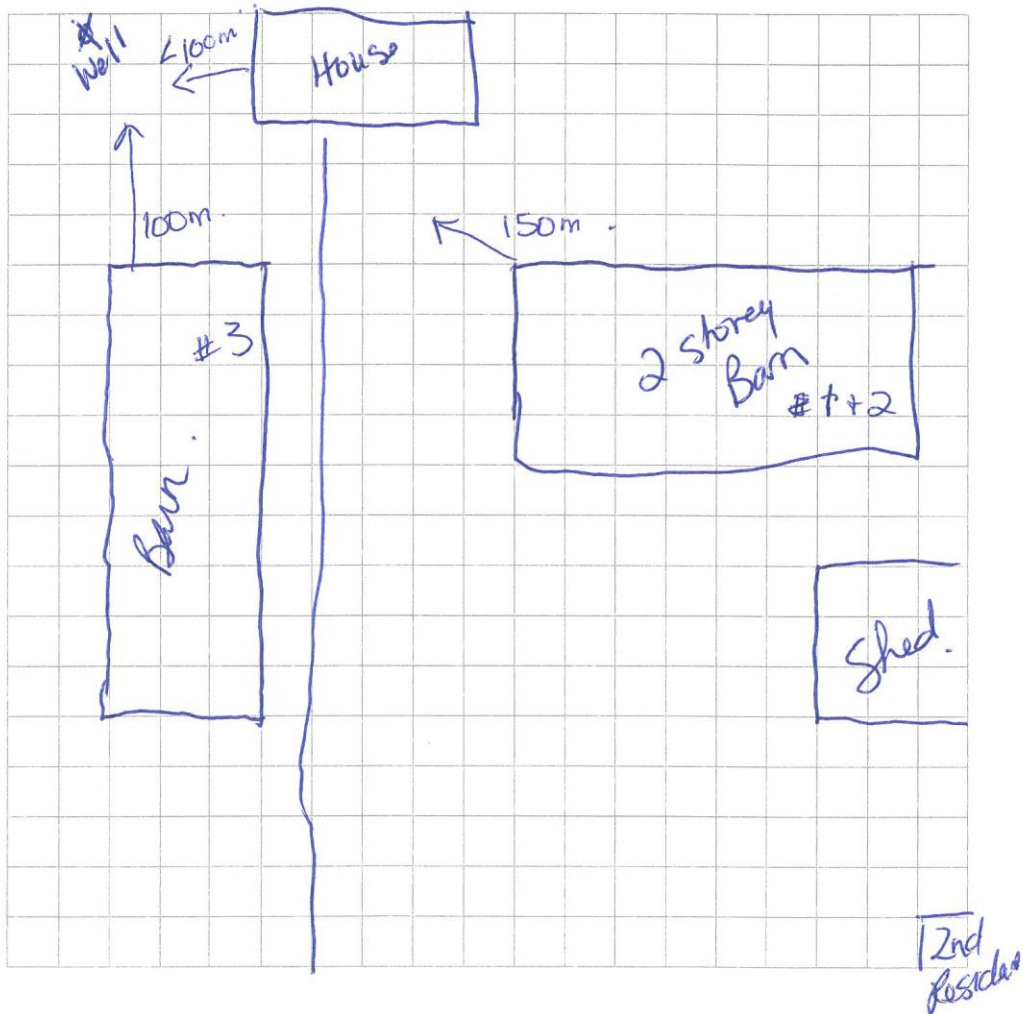 Well
<100m.
House
100m.
150m.
#3
Barn.
2 storey
Barn
#1+2
Shed.
2nd